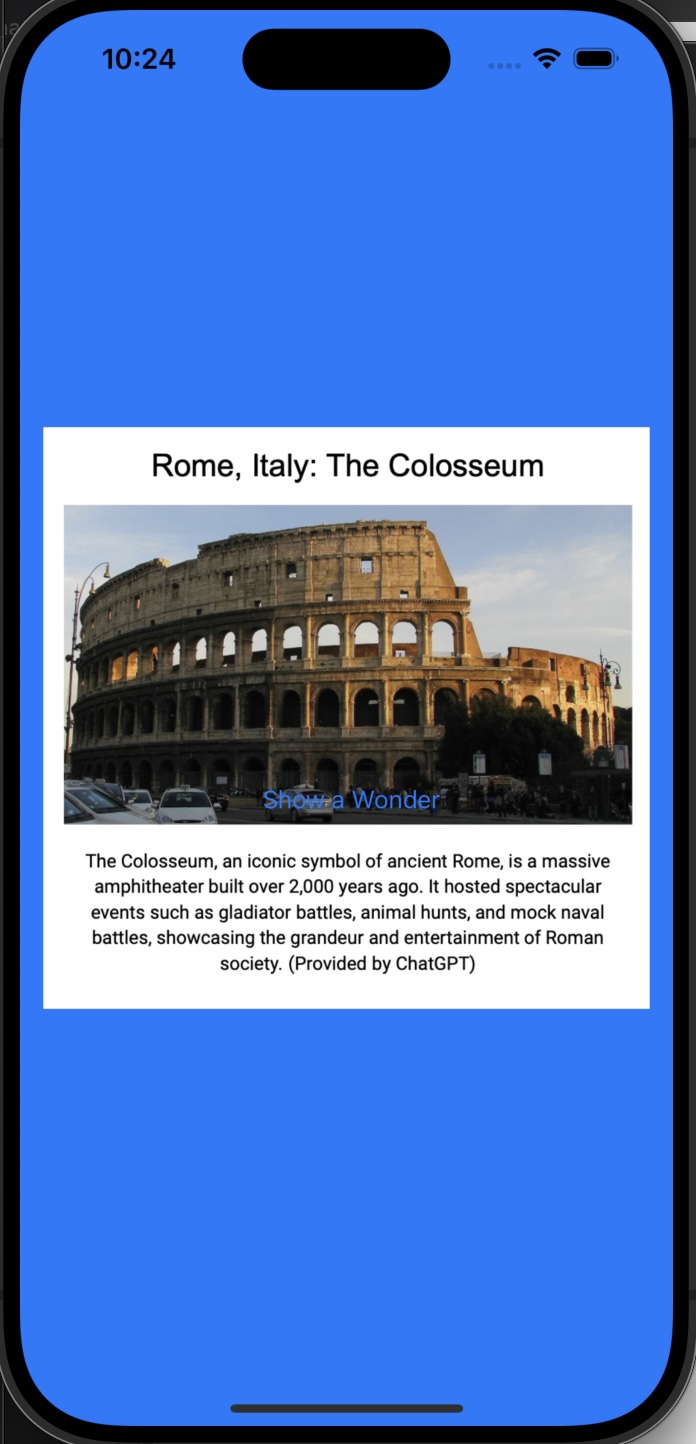 10:24
Rome, Italy: The Colosseum
Show a Wonder
The Colosseum, an iconic symbol of ancient Rome, is a massive
amphitheater built over 2,000 years ago. It hosted spectacular
events such as gladiator battles, animal hunts, and mock naval
battles, showcasing the grandeur and entertainment of Roman
society. (Provided by ChatGPT)